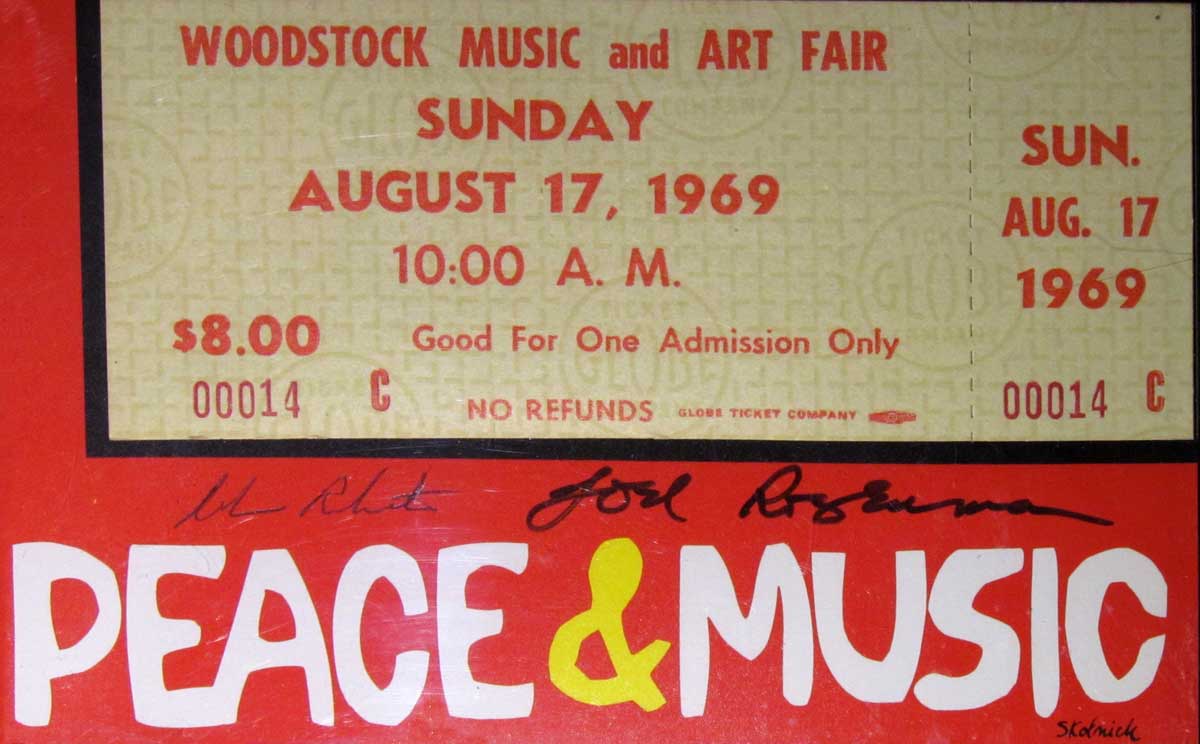 WOODSTOCK MUSIC and ART FAIR
SUNDAY
AUGUST 17, 1969
10:00 A. M.
$8.00 Good For One Admission Only
00014 C NO REFUNDS GLOBE TICKET COMPANY
SUN.
AUG. 17
1969
00014 C
Joel Rosenman
PEACE & MUSIC
Skolnick